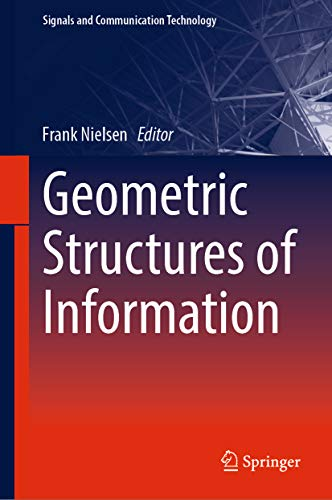 Signals and Communication Technology
Frank Nielsen Editor
Geometric
Structures of
Information
Springer